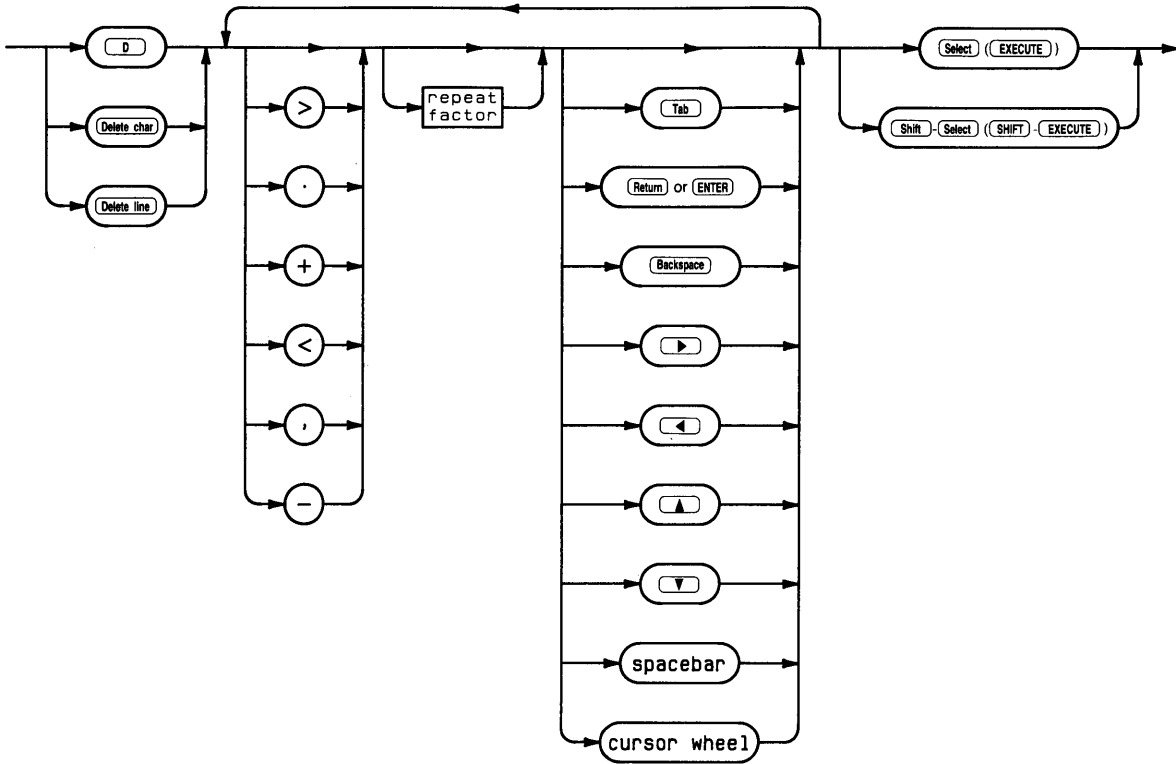 D
Delete char
Delete line
>
.
+
<
,
-
repeat
factor
Tab
Return or ENTER
Backspace
▶
◀
▲
▼
spacebar
cursor wheel
Select (EXECUTE)
Shift-Select (SHIFT-EXECUTE)